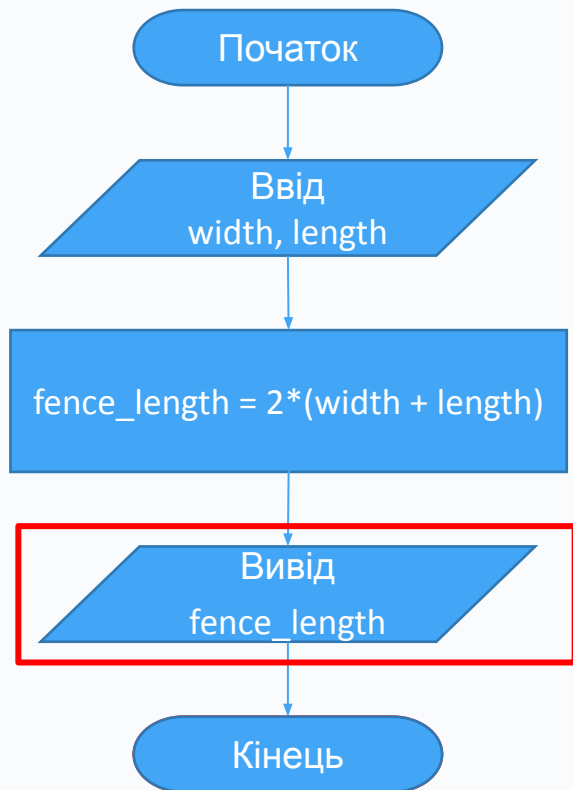 Початок
Ввід
width, length
fence_length = 2*(width + length)
Вивід
fence_length
Кінець